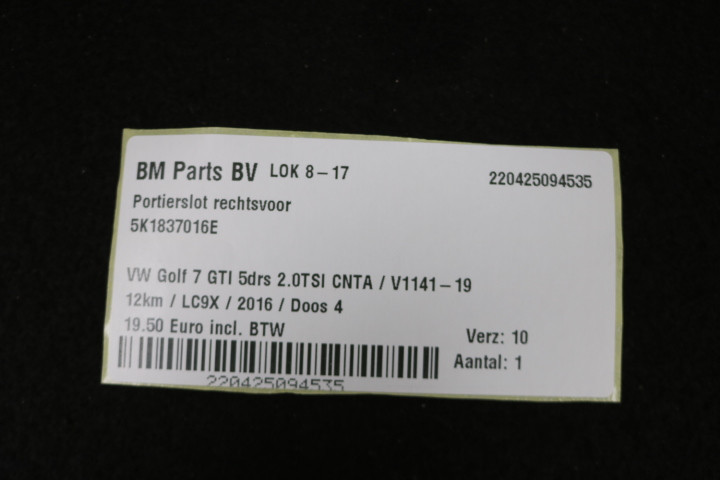 BM Parts BV LOK 8-17 220425094535
Portierslot rechtsvoor
5K1837016E
VW Golf 7 GTI 5drs 2.0TSI CNTA / V1141-19
12km / LC9X / 2016 / Doos 4
19.50 Euro incl. BTW
Verz: 10
Aantal: 1
220425094535